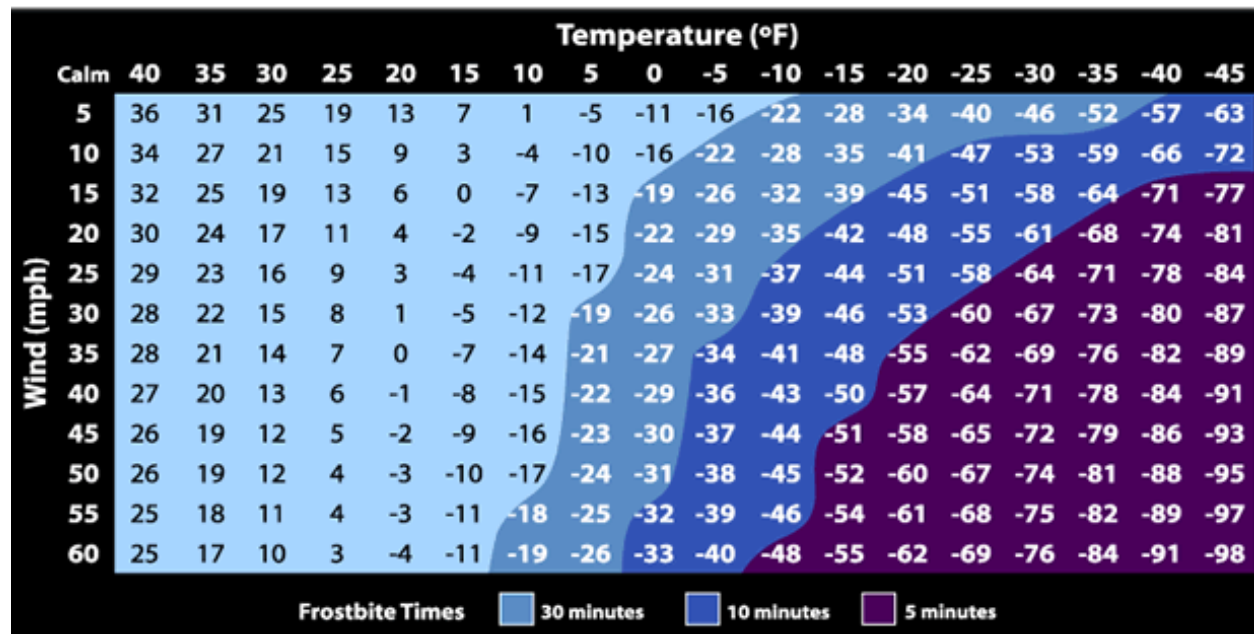 Temperature (ºF)
Calm 40 35 30 25 20 15 10 5 0 -5 -10 -15 -20 -25 -30 -35 -40 -45
5 36 31 25 19 13 7 1 -5 -11 -16 -22 -28 -34 -40 -46 -52 -57 -63
10 34 27 21 15 9 3 -4 -10 -16 -22 -28 -35 -41 -47 -53 -59 -66 -72
15 32 25 19 13 6 0 -7 -13 -19 -26 -32 -39 -45 -51 -58 -64 -71 -77
20 30 24 17 11 4 -2 -9 -15 -22 -29 -35 -42 -48 -55 -61 -68 -74 -81
25 29 23 16 9 3 -4 -11 -17 -24 -31 -37 -44 -51 -58 -64 -71 -78 -84
30 28 22 15 8 1 -5 -12 -19 -26 -33 -39 -46 -53 -60 -67 -73 -80 -87
35 28 21 14 7 0 -7 -14 -21 -27 -34 -41 -48 -55 -62 -69 -76 -82 -89
40 27 20 13 6 -1 -8 -15 -22 -29 -36 -43 -50 -57 -64 -71 -78 -84 -91
45 26 19 12 5 -2 -9 -16 -23 -30 -37 -44 -51 -58 -65 -72 -79 -86 -93
50 26 19 12 4 -3 -10 -17 -24 -31 -38 -45 -52 -60 -67 -74 -81 -88 -95
55 25 18 11 4 -3 -11 -18 -25 -32 -39 -46 -54 -61 -68 -75 -82 -89 -97
60 25 17 10 3 -4 -11 -19 -26 -33 -40 -48 -55 -62 -69 -76 -84 -91 -98
Wind (mph)
Frostbite Times 30 minutes 10 minutes 5 minutes